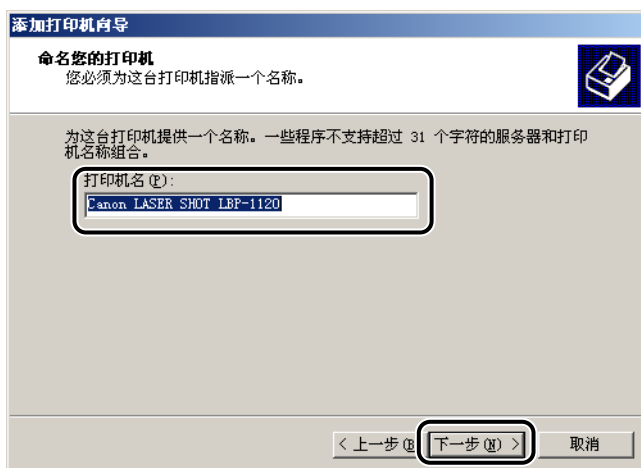 添加打印机向导
命名您的打印机
您必须为这台打印机指派一个名称。
为这台打印机提供一个名称。一些程序不支持超过 31 个字符的服务器和打印
机名称组合。
打印机名(P):
Canon LASER SHOT LBP-1120
< 上一步(B 下一步(N) > 取消